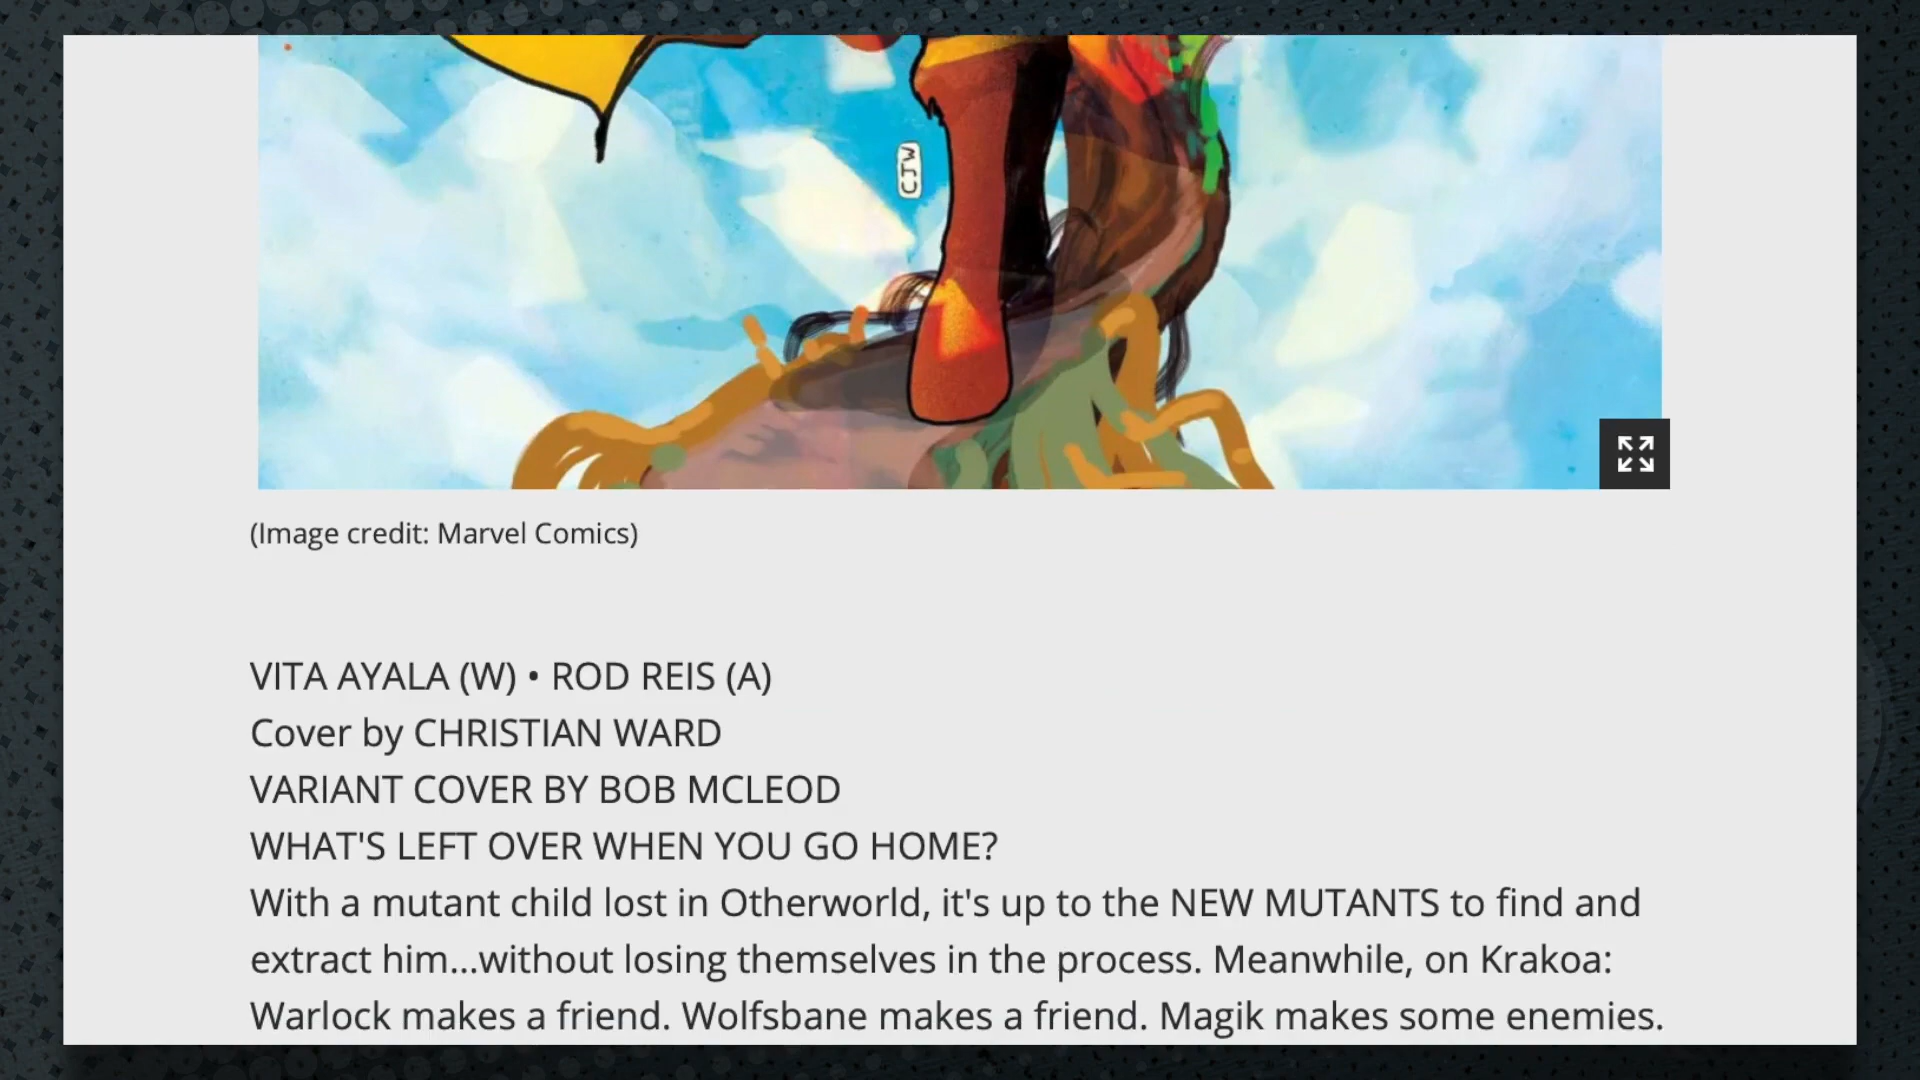 CJW
(Image credit: Marvel Comics)
VITA AYALA (W) • ROD REIS (A)
Cover by CHRISTIAN WARD
VARIANT COVER BY BOB MCLEOD
WHAT'S LEFT OVER WHEN YOU GO HOME?
With a mutant child lost in Otherworld, it's up to the NEW MUTANTS to find and
extract him...without losing themselves in the process. Meanwhile, on Krakoa:
Warlock makes a friend. Wolfsbane makes a friend. Magik makes some enemies.